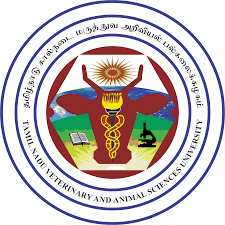 தமிழ்நாடு கால்நடை மருத்துவ அறிவியல் பல்கலைக்கழகம்
TAMIL NADU VETERINARY AND ANIMAL SCIENCES UNIVERSITY